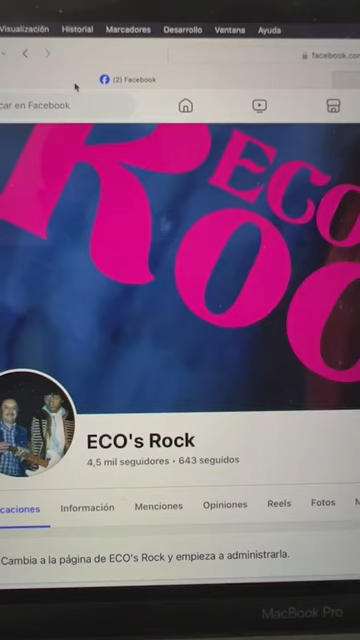 Visualización Historial Marcadores Desarrollo Ventana Ayuda
facebook.com
(2) Facebook
car en Facebook
R ECO
ROO
ECO's Rock
4,5 mil seguidores • 643 seguidos
caciones Información Menciones Opiniones Reels Fotos M
Cambia a la página de ECO's Rock y empieza a administrarla.
MacBook Pro